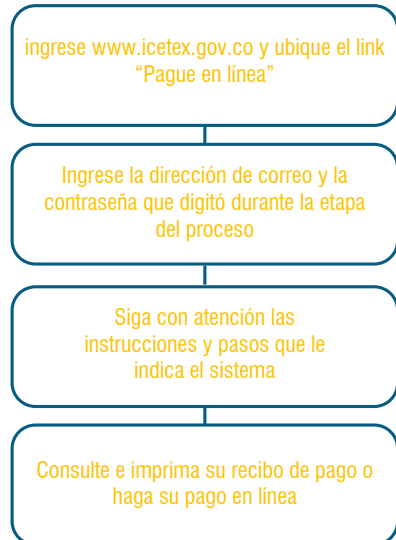 ingrese www.icetex.gov.co y ubique el link
“Pague en línea”
Ingrese la dirección de correo y la
contraseña que digitó durante la etapa
del proceso
Siga con atención las
instrucciones y pasos que le
indica el sistema
Consulte e imprima su recibo de pago o
haga su pago en línea